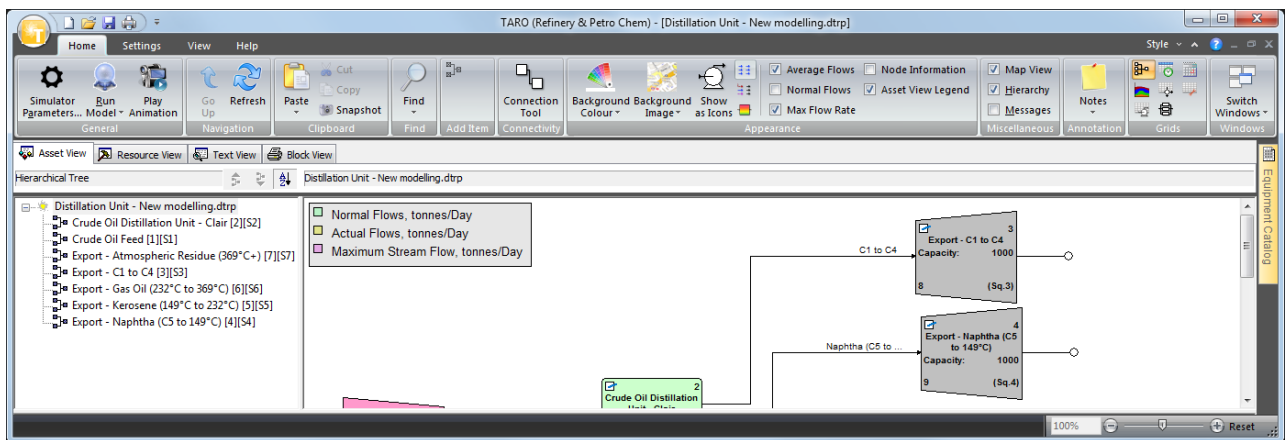 TARO (Refinery & Petro Chem) - [Distillation Unit - New modelling.dtrp]
Home Settings View Help Style
Simulator Parameters... Run Model Play Animation
General
Go Up Refresh
Navigation
Paste Cut Copy Snapshot
Clipboard
Find
Find
Add Item
Connection Tool
Connectivity
Background Colour Background Image Show as Icons
Average Flows Node Information
Normal Flows Asset View Legend
Max Flow Rate
Appearance
Map View
Hierarchy
Messages
Miscellaneous
Notes
Annotation
Grids
Switch Windows
Windows
Asset View Resource View Text View Block View
Hierarchical Tree Distillation Unit - New modelling.dtrp
Distillation Unit - New modelling.dtrp
Crude Oil Distillation Unit - Clair [2][S2]
Crude Oil Feed [1][S1]
Export - Atmospheric Residue (369°C+) [7][S7]
Export - C1 to C4 [3][S3]
Export - Gas Oil (232°C to 369°C) [6][S6]
Export - Kerosene (149°C to 232°C) [5][S5]
Export - Naphtha (C5 to 149°C) [4][S4]
Normal Flows, tonnes/Day
Actual Flows, tonnes/Day
Maximum Stream Flow, tonnes/Day
C1 to C4
3
Export - C1 to C4
Capacity: 1000
8 (Sq.3)
Naphtha (C5 to ...
4
Export - Naphtha (C5
to 149°C)
Capacity: 1000
9 (Sq.4)
2
Crude Oil Distillation
Unit - Clair
Equipment Catalog
100% Reset